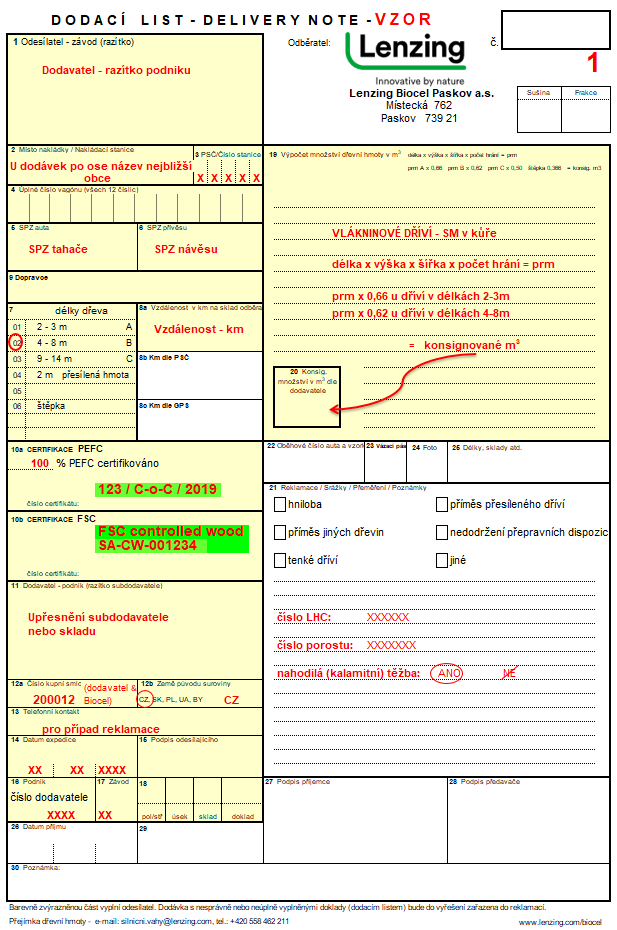 DODACÍ LIST - DELIVERY NOTE - VZOR
1 Odesílatel - závod (razítko)
Dodavatel - razítko podniku
Odběratel:
Lenzing
Innovative by nature
Lenzing Biocel Paskov a.s.
Místecká 762
Paskov 739 21
Č.
1
Sušina Frakce
2 Místo nakládky / Nakládací stanice
3 PSČ/Číslo stanice
U dodávek po ose název nejbližší
obce
X X X X X
4 Úplné číslo vagónu (všech 12 číslic)
5 SPZ auta
6 SPZ přívěsu
SPZ tahače
SPZ návěsu
9 Dopravce
7 délky dřeva
01 2 - 3 m A
02 4 - 8 m B
03 9 - 14 m C
04 2 m přesílená hmota
05
06 štěpka
8a Vzdálenost v km na sklad odběra
Vzdálenost - km
8b Km dle PSČ
8c Km dle GPS
19 Výpočet množství dřevní hmoty v m3
délka x výška x šířka x počet hrání = prm
prm A x 0,66 prm B x 0,62 prm C x 0,50 štěpka 0,366 = konsig. m3
VLÁKNINOVÉ DŘÍVÍ - SM v kůře
délka x výška x šířka x počet hrání = prm
prm x 0,66 u dříví v délkách 2-3m
prm x 0,62 u dříví v délkách 4-8m
= konsignované m3
20 Konsig.
množství v m3 dle
dodavatele
10a CERTIFIKACE PEFC
100 % PEFC certifikováno
123 / C-o-C / 2019
číslo certifikátu:
10b CERTIFIKACE FSC
FSC controlled wood
SA-CW-001234
číslo certifikátu:
22 Oběhové číslo auta a vzork
23 Vázací pás
24 Foto
25 Délky, sklady atd.
21 Reklamace / Srážky / Přeměření / Poznámky
hniloba
příměs přesíleného dříví
příměs jiných dřevin
nedodržení přepravních dispozic
tenké dříví
jiné
11 Dodavatel - podnik (razítko subdodavatele)
Upřesnění subdodavatele
nebo skladu
číslo LHC: XXXXXX
číslo porostu: XXXXXXX
nahodilá (kalamitní) těžba: ANO NE
12a Číslo kupní smlc
200012 (dodavatel &
Biocel)
12b Země původu suroviny
CZ, SK, PL, UA, BY CZ
13 Telefonní kontakt
pro případ reklamace
14 Datum expedice
XX XX XXXX
15 Podpis odesílajícího
16 Podnik
číslo dodavatele
XXXX
17 Závod
XX
18
pol/stř úsek sklad doklad
27 Podpis příjemce
28 Podpis předavače
26 Datum příjmu
29
30 Poznámka:
Barevně zvýrazněnou část vyplní odesílatel. Dodávka s nesprávně nebo neúplně vyplněnými doklady (dodacím listem) bude do vyřešení zařazena do reklamací.
Přejímka dřevní hmoty - e-mail: silnicni.vahy@lenzing.com, tel.: +420 558 462 211
www.lenzing.com/biocel